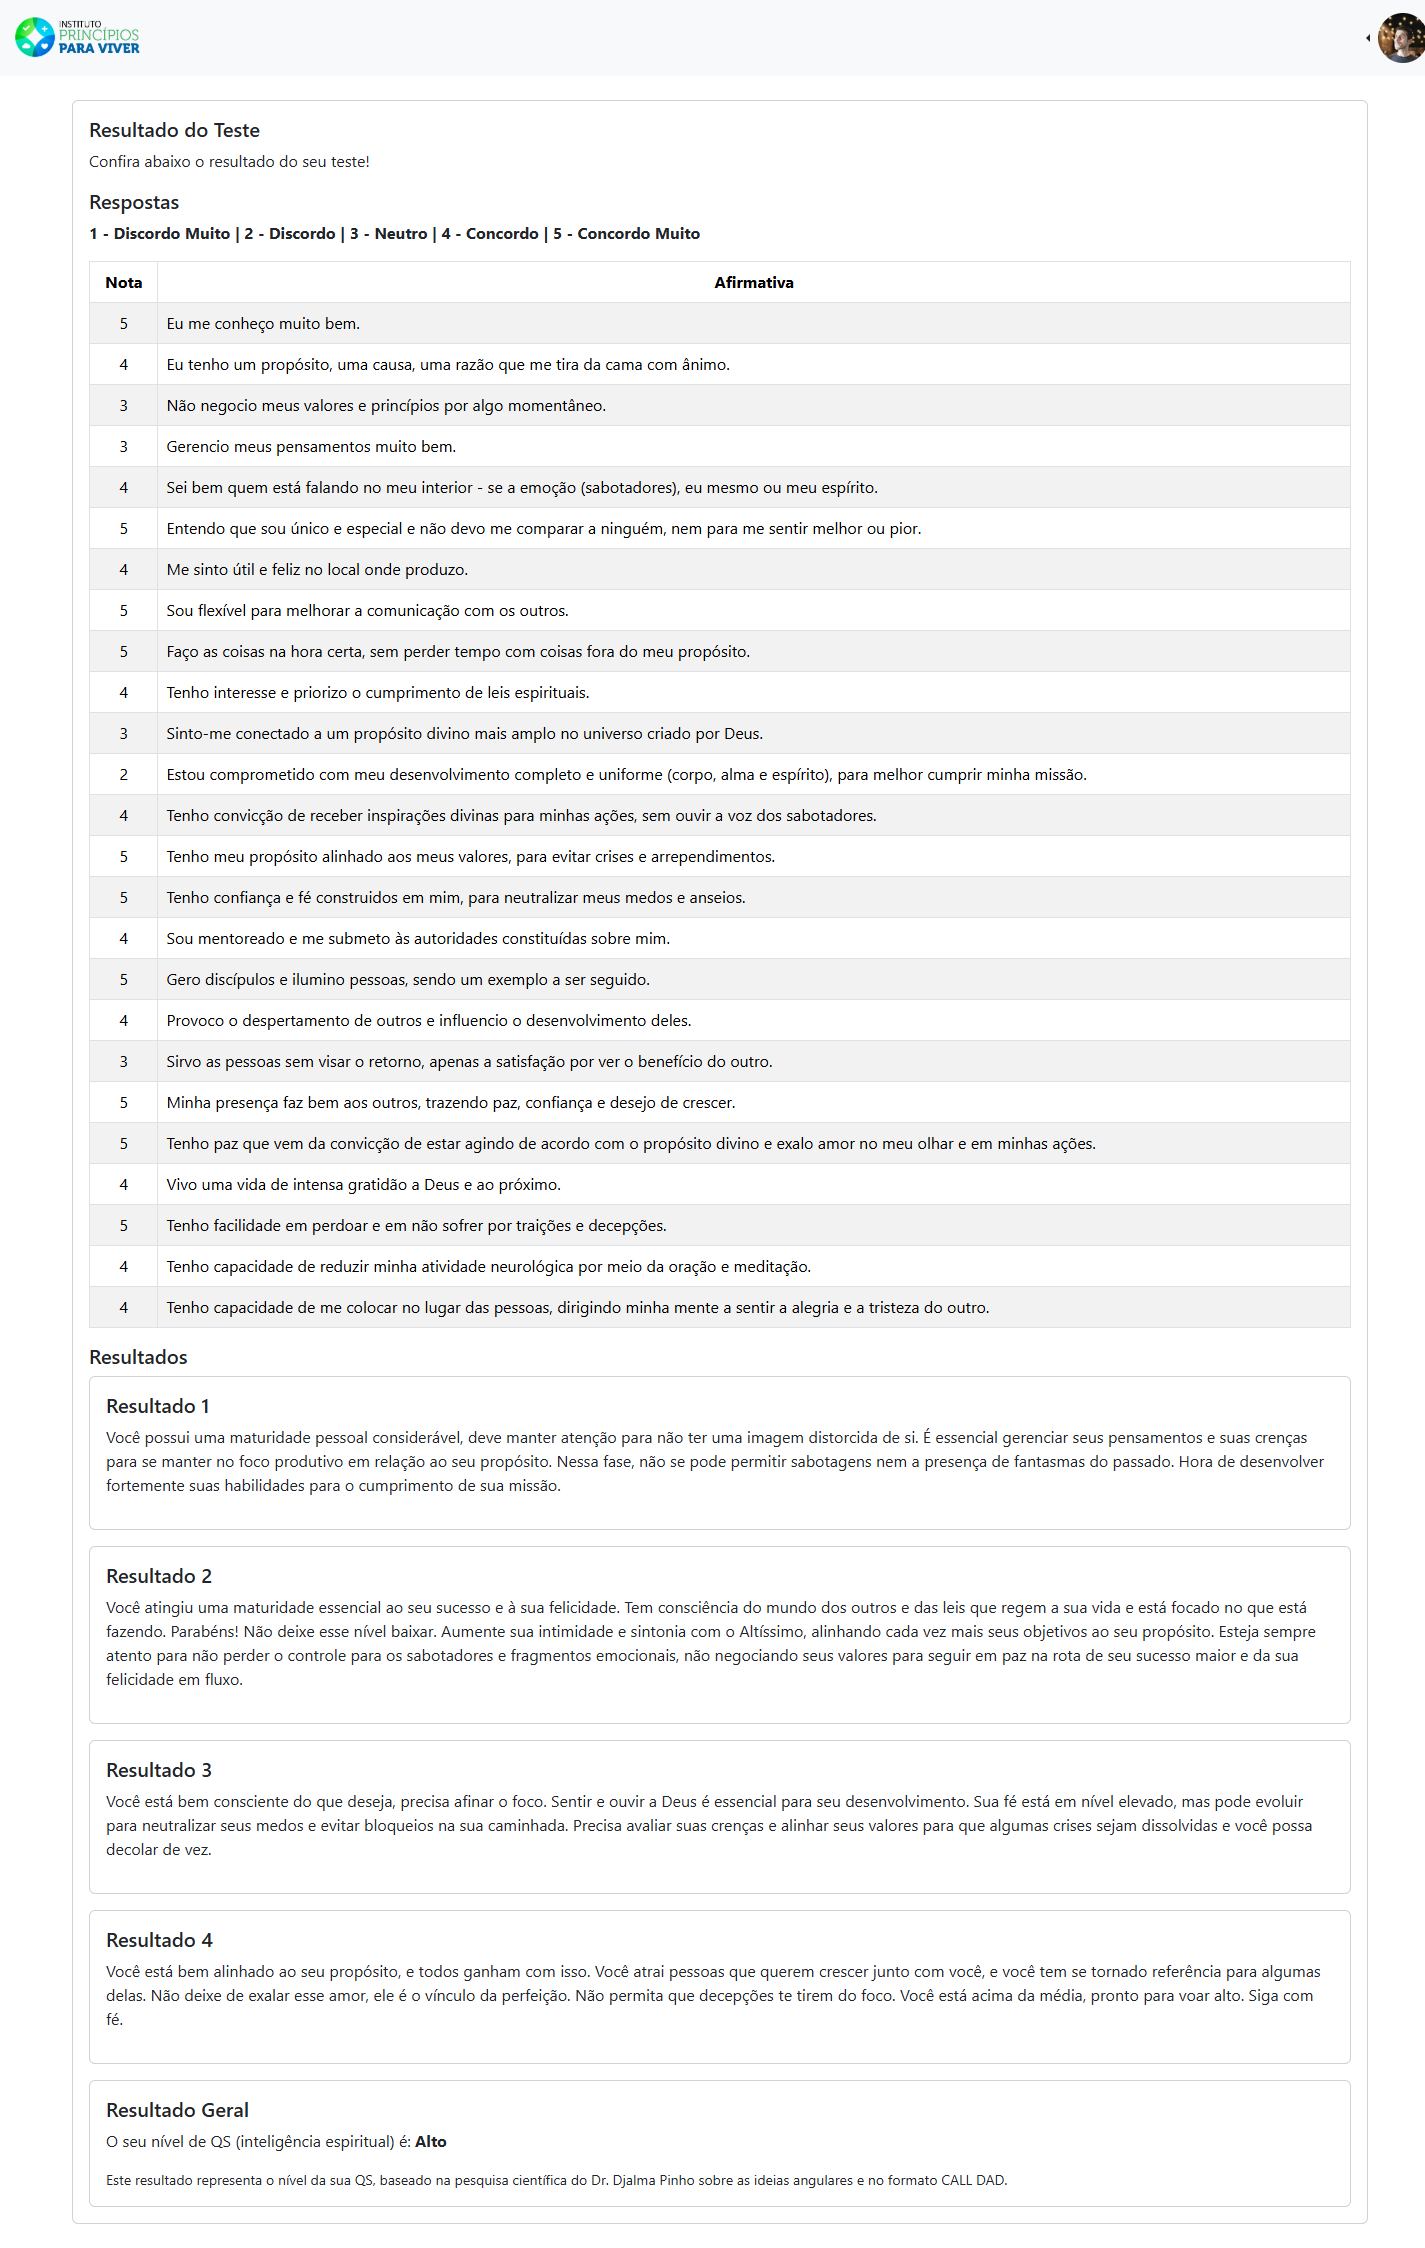 INSTITUTO
PRINCÍPIOS
PARA VIVER
Resultado do Teste
Confira abaixo o resultado do seu teste!
Respostas
1 - Discordo Muito | 2 - Discordo | 3 - Neutro | 4 - Concordo | 5 - Concordo Muito
Nota Afirmativa
5 Eu me conheço muito bem.
4 Eu tenho um propósito, uma causa, uma razão que me tira da cama com ânimo.
3 Não negocio meus valores e princípios por algo momentâneo.
3 Gerencio meus pensamentos muito bem.
4 Sei bem quem está falando no meu interior - se a emoção (sabotadores), eu mesmo ou meu espírito.
5 Entendo que sou único e especial e não devo me comparar a ninguém, nem para me sentir melhor ou pior.
4 Me sinto útil e feliz no local onde produzo.
5 Sou flexível para melhorar a comunicação com os outros.
5 Faço as coisas na hora certa, sem perder tempo com coisas fora do meu propósito.
4 Tenho interesse e priorizo o cumprimento de leis espirituais.
3 Sinto-me conectado a um propósito divino mais amplo no universo criado por Deus.
2 Estou comprometido com meu desenvolvimento completo e uniforme (corpo, alma e espírito), para melhor cumprir minha missão.
4 Tenho convicção de receber inspirações divinas para minhas ações, sem ouvir a voz dos sabotadores.
5 Tenho meu propósito alinhado aos meus valores, para evitar crises e arrependimentos.
5 Tenho confiança e fé construidos em mim, para neutralizar meus medos e anseios.
4 Sou mentoreado e me submeto às autoridades constituídas sobre mim.
5 Gero discípulos e ilumino pessoas, sendo um exemplo a ser seguido.
4 Provoco o despertamento de outros e influencio o desenvolvimento deles.
3 Sirvo as pessoas sem visar o retorno, apenas a satisfação por ver o benefício do outro.
5 Minha presença faz bem aos outros, trazendo paz, confiança e desejo de crescer.
5 Tenho paz que vem da convicção de estar agindo de acordo com o propósito divino e exalo amor no meu olhar e em minhas ações.
4 Vivo uma vida de intensa gratidão a Deus e ao próximo.
5 Tenho facilidade em perdoar e em não sofrer por traições e decepções.
4 Tenho capacidade de reduzir minha atividade neurológica por meio da oração e meditação.
4 Tenho capacidade de me colocar no lugar das pessoas, dirigindo minha mente a sentir a alegria e a tristeza do outro.
Resultados
Resultado 1
Você possui uma maturidade pessoal considerável, deve manter atenção para não ter uma imagem distorcida de si. É essencial gerenciar seus pensamentos e suas crenças
para se manter no foco produtivo em relação ao seu propósito. Nessa fase, não se pode permitir sabotagens nem a presença de fantasmas do passado. Hora de desenvolver
fortemente suas habilidades para o cumprimento de sua missão.
Resultado 2
Você atingiu uma maturidade essencial ao seu sucesso e à sua felicidade. Tem consciência do mundo dos outros e das leis que regem a sua vida e está focado no que está
fazendo. Parabéns! Não deixe esse nível baixar. Aumente sua intimidade e sintonia com o Altíssimo, alinhando cada vez mais seus objetivos ao seu propósito. Esteja sempre
atento para não perder o controle para os sabotadores e fragmentos emocionais, não negociando seus valores para seguir em paz na rota de seu sucesso maior e da sua
felicidade em fluxo.
Resultado 3
Você está bem consciente do que deseja, precisa afinar o foco. Sentir e ouvir a Deus é essencial para seu desenvolvimento. Sua fé está em nível elevado, mas pode evoluir
para neutralizar seus medos e evitar bloqueios na sua caminhada. Precisa avaliar suas crenças e alinhar seus valores para que algumas crises sejam dissolvidas e você possa
decolar de vez.
Resultado 4
Você está bem alinhado ao seu propósito, e todos ganham com isso. Você atrai pessoas que querem crescer junto com você, e você tem se tornado referência para algumas
delas. Não deixe de exalar esse amor, ele é o vínculo da perfeição. Não permita que decepções te tirem do foco. Você está acima da média, pronto para voar alto. Siga com
fé.
Resultado Geral
O seu nível de QS (inteligência espiritual) é: Alto
Este resultado representa o nível da sua QS, baseado na pesquisa científica do Dr. Djalma Pinho sobre as ideias angulares e no formato CALL DAD.